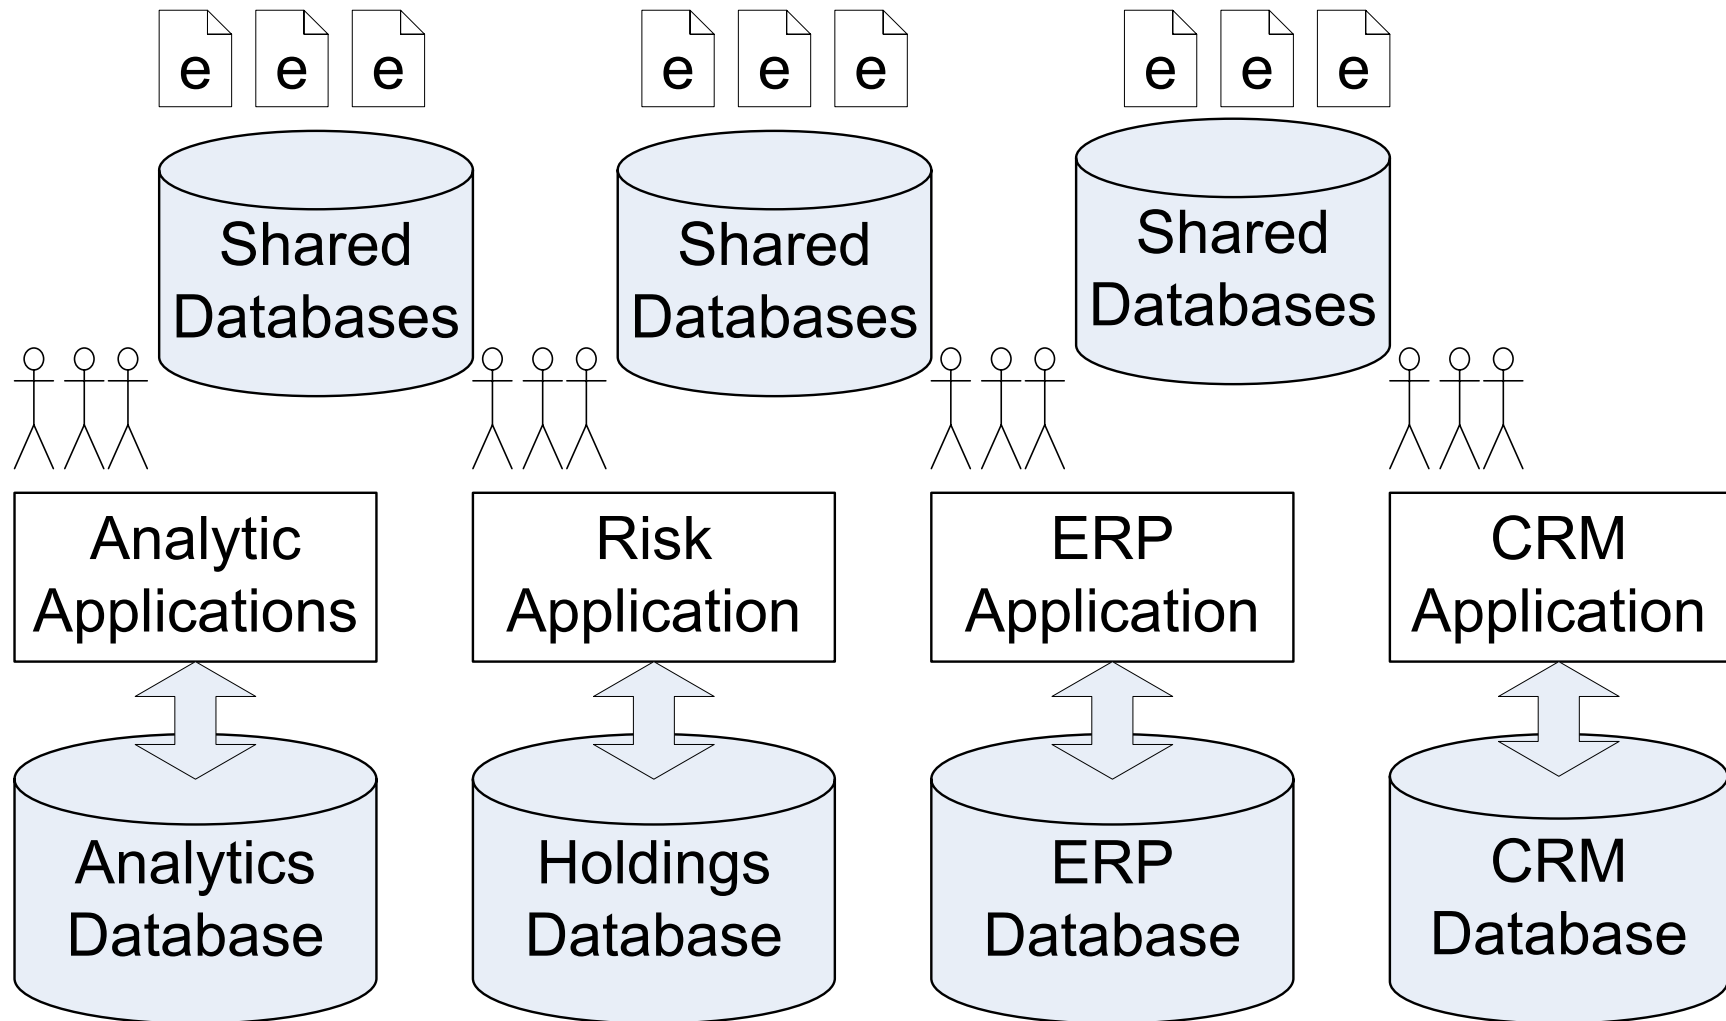 e e e e e e e e e
Shared
Databases
Shared
Databases
Shared
Databases
Analytic
Applications
Risk
Application
ERP
Application
CRM
Application
Analytics
Database
Holdings
Database
ERP
Database
CRM
Database